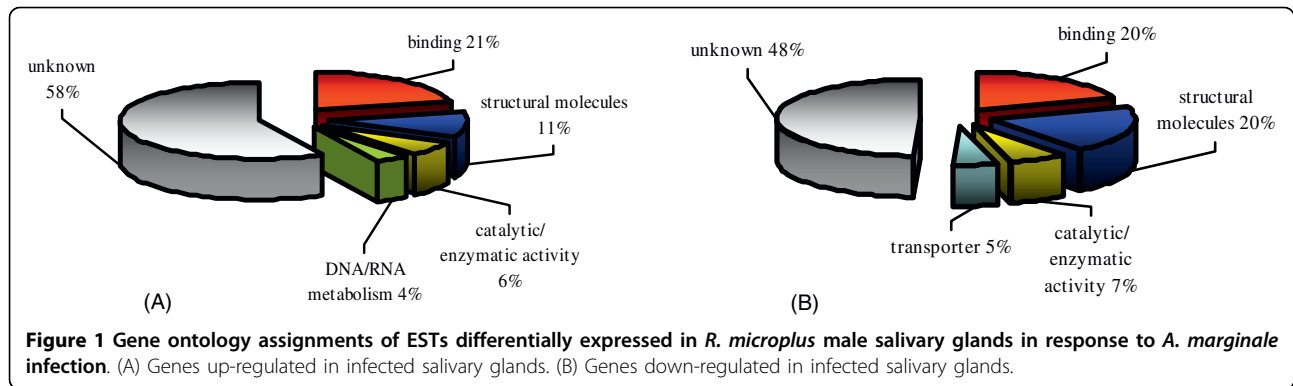 binding 21%
unknown
58%
structural molecules
11%
catalytic/
enzymatic activity
6%
DNA/RNA
metabolism 4%
(A)
binding 20%
unknown 48%
structural
molecules 20%
transporter 5%
catalytic/
enzymatic
activity 7%
(B)
Figure 1 Gene ontology assignments of ESTs differentially expressed in R. microplus male salivary glands in response to A. marginale
infection. (A) Genes up-regulated in infected salivary glands. (B) Genes down-regulated in infected salivary glands.